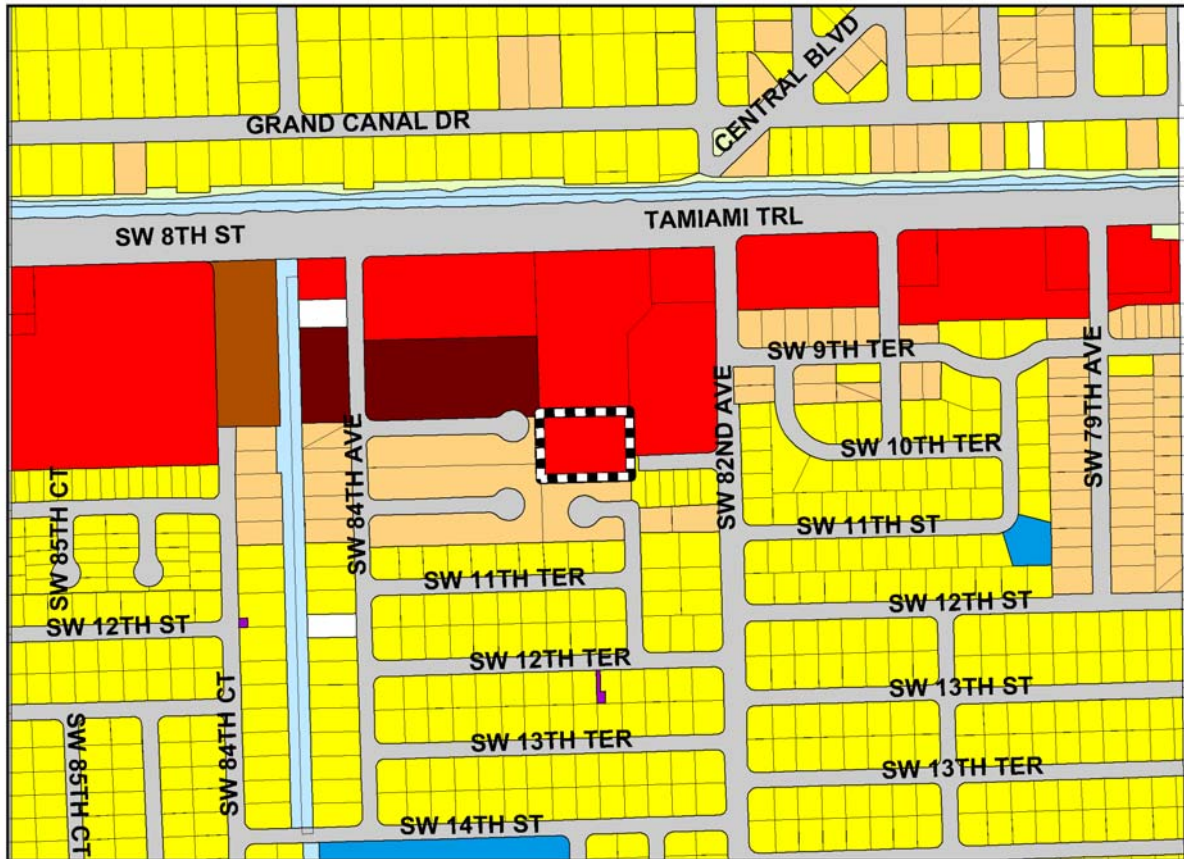 CENTRAL BLVD
GRAND CANAL DR
TAMIAMI TRL
SW 8TH ST
SW 9TH TER
SW 79TH AVE
SW 82ND AVE
SW 84TH AVE
SW 10TH TER
SW 85TH CT
SW 11TH ST
SW 11TH TER
SW 12TH ST
SW 12TH ST
SW 12TH TER
SW 13TH ST
SW 84TH CT
SW 85TH CT
SW 13TH TER
SW 13TH TER
SW 14TH ST